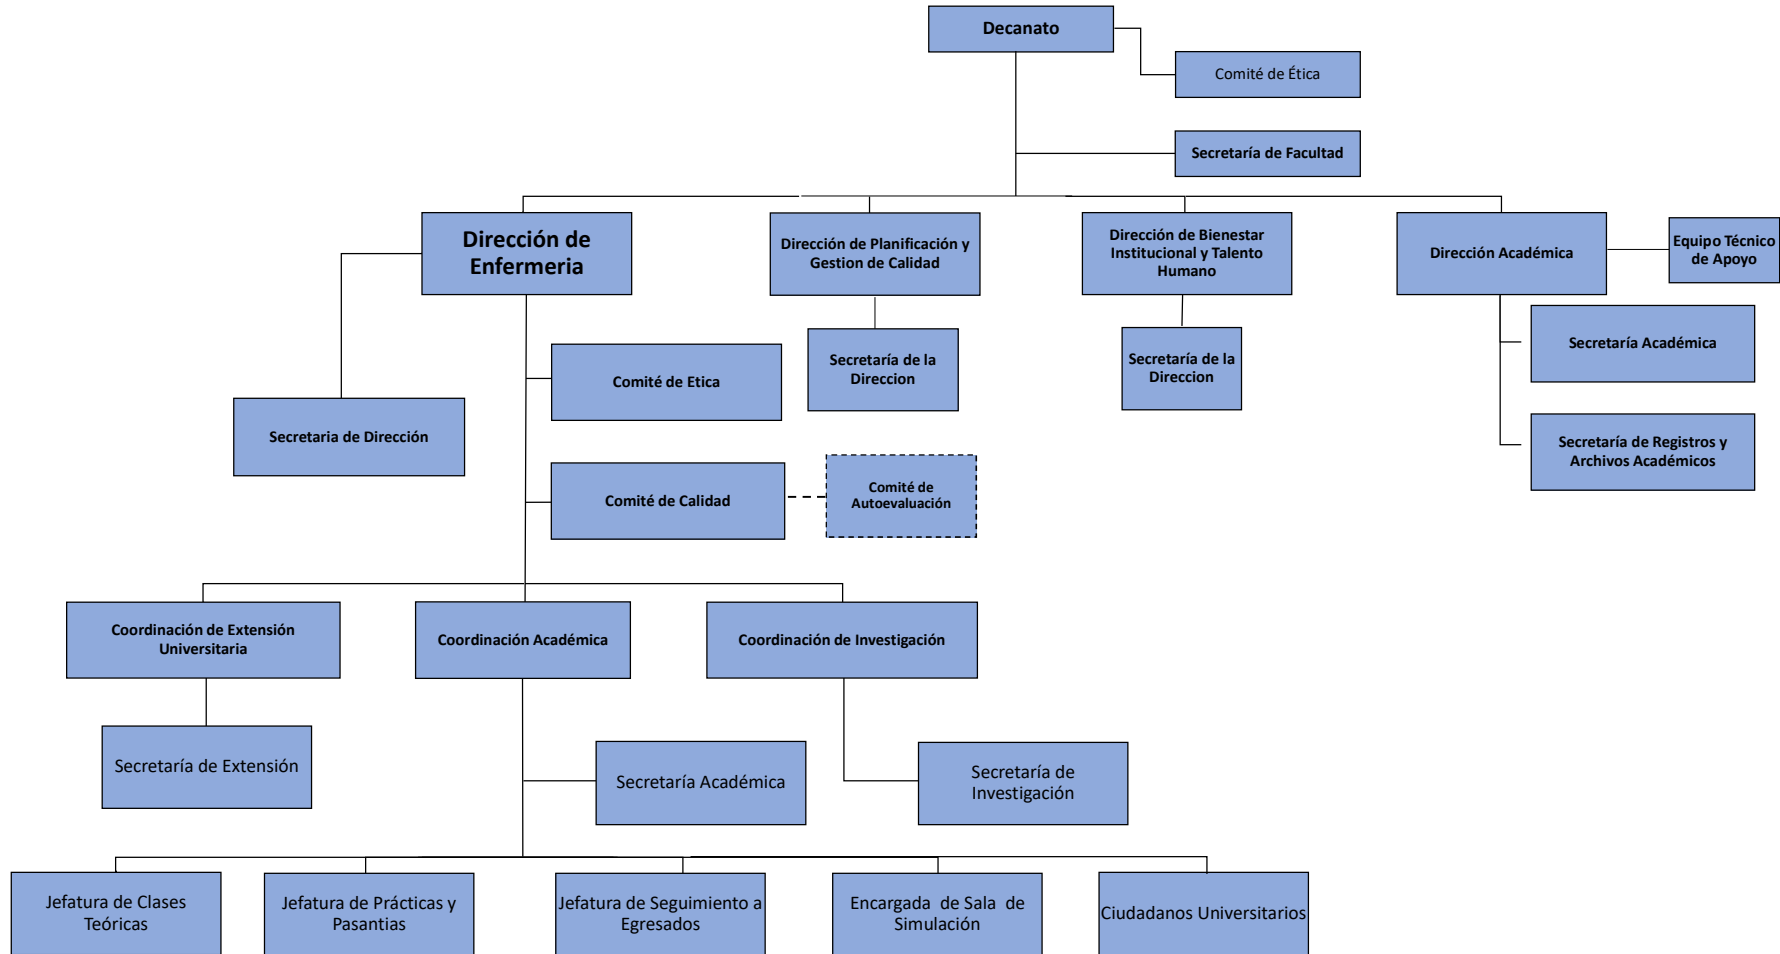 Decanato
Comité de Ética
Secretaría de Facultad
Dirección de
Enfermeria
Dirección de Planificación y
Gestion de Calidad
Dirección de Bienestar
Institucional y Talento
Humano
Dirección Académica
Equipo Técnico
de Apoyo
Secretaría Académica
Secretaría de la
Direccion
Secretaría de la
Direccion
Comité de Etica
Secretaria de Dirección
Secretaría de Registros y
Archivos Académicos
Comité de Calidad
Comité de
Autoevaluación
Coordinación de Extensión
Universitaria
Coordinación Académica
Coordinación de Investigación
Secretaría de Extensión
Secretaría Académica
Secretaría de
Investigación
Jefatura de Clases
Teóricas
Jefatura de Prácticas y
Pasantias
Jefatura de Seguimiento a
Egresados
Encargada de Sala de
Simulación
Ciudadanos Universitarios